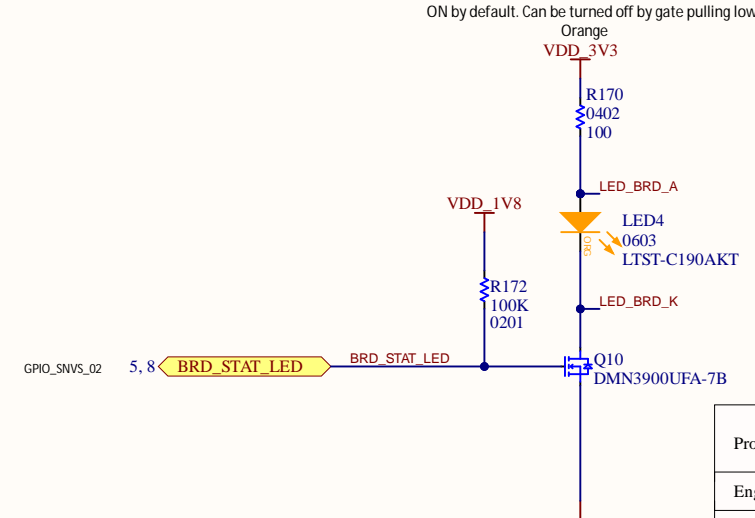 ON by default. Can be turned off by gate pulling low
Orange
VDD_3V3
R170
0402
100
LED_BRD_A
VDD_1V8
LED4
0603
LTST-C190AKT
ORG
R172
100K
0201
LED_BRD_K
GPIO_SNVS_02
5, 8
BRD_STAT_LED
BRD_STAT_LED
Q10
DMN3900UFA-7B
Pro
Eng